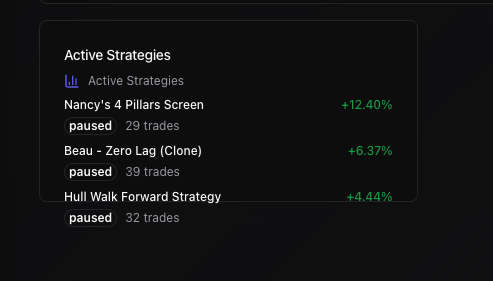 Active Strategies
Active Strategies
Nancy's 4 Pillars Screen +12.40%
paused 29 trades
Beau - Zero Lag (Clone) +6.37%
paused 39 trades
Hull Walk Forward Strategy +4.44%
paused 32 trades